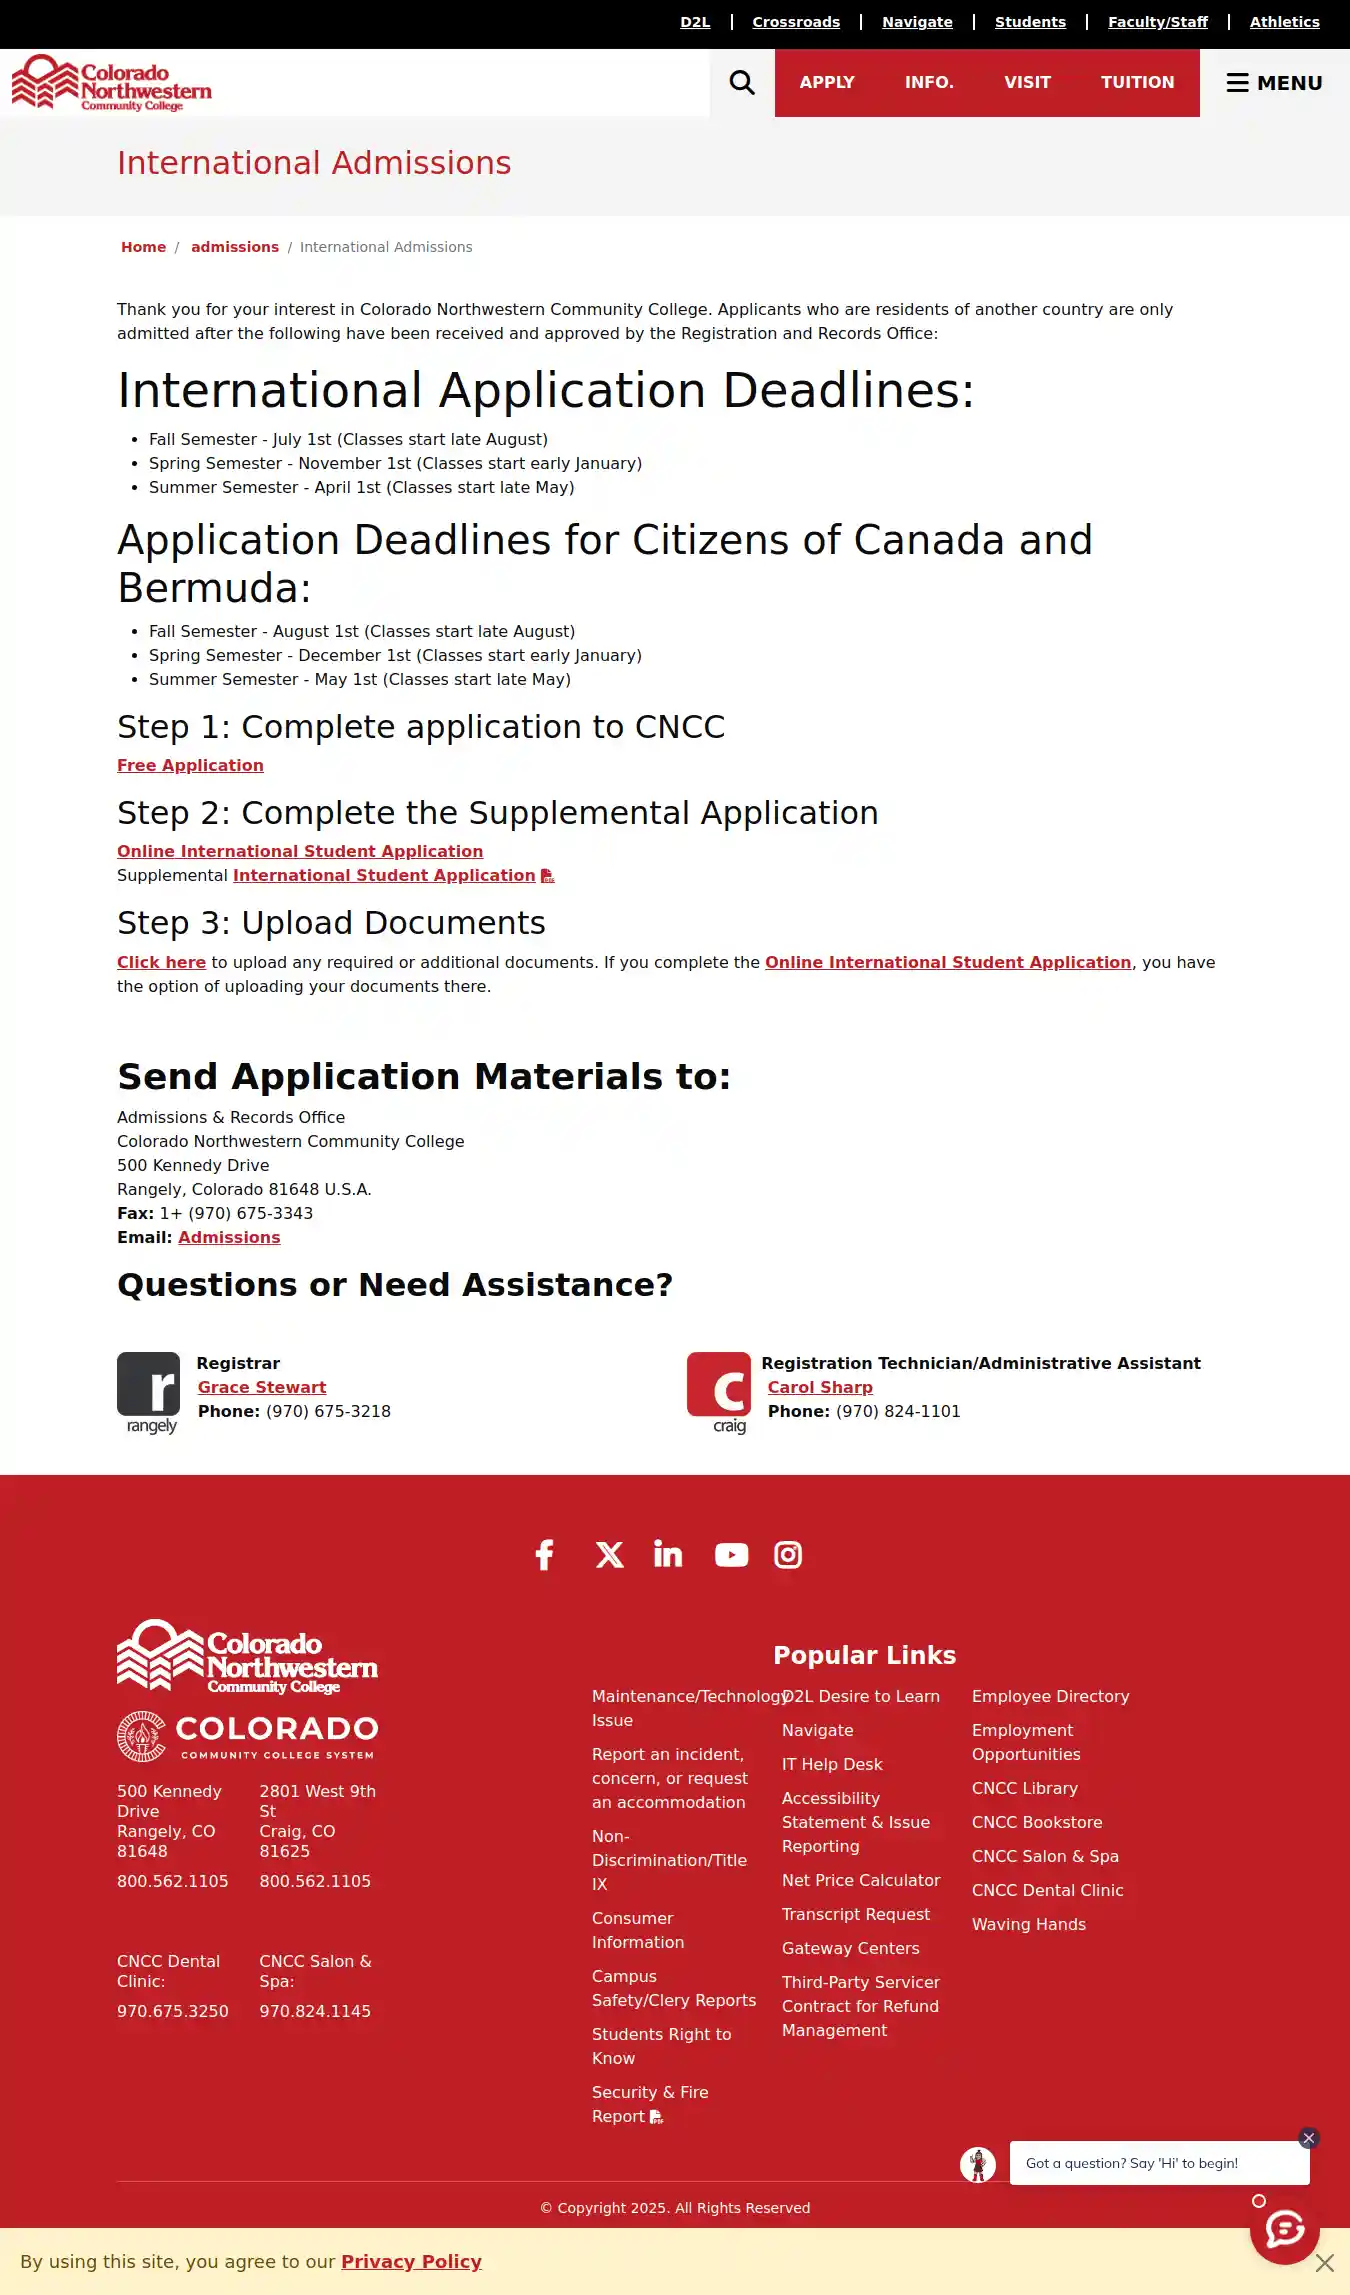 D2L
Crossroads
Navigate
Students
Faculty/Staff
Athletics
Colorado
Northwestern
Community College
APPLY
INFO.
VISIT
TUITION
MENU
International Admissions
Home / admissions / International Admissions
Thank you for your interest in Colorado Northwestern Community College. Applicants who are residents of another country are only
admitted after the following have been received and approved by the Registration and Records Office:
International Application Deadlines:
• Fall Semester - July 1st (Classes start late August)
• Spring Semester - November 1st (Classes start early January)
• Summer Semester - April 1st (Classes start late May)
Application Deadlines for Citizens of Canada and
Bermuda:
• Fall Semester - August 1st (Classes start late August)
• Spring Semester - December 1st (Classes start early January)
• Summer Semester - May 1st (Classes start late May)
Step 1: Complete application to CNCC
Free Application
Step 2: Complete the Supplemental Application
Online International Student Application
Supplemental International Student Application
Step 3: Upload Documents
Click here to upload any required or additional documents. If you complete the Online International Student Application, you have
the option of uploading your documents there.
Send Application Materials to:
Admissions & Records Office
Colorado Northwestern Community College
500 Kennedy Drive
Rangely, Colorado 81648 U.S.A.
Fax: 1+ (970) 675-3343
Email: Admissions
Questions or Need Assistance?
r
rangely
Registrar
Grace Stewart
Phone: (970) 675-3218
c
craig
Registration Technician/Administrative Assistant
Carol Sharp
Phone: (970) 824-1101
Colorado
Northwestern
Community College
COLORADO
COMMUNITY COLLEGE SYSTEM
500 Kennedy
Drive
Rangely, CO
81648
800.562.1105
2801 West 9th
St
Craig, CO
81625
800.562.1105
CNCC Dental
Clinic:
970.675.3250
CNCC Salon &
Spa:
970.824.1145
Popular Links
Maintenance/Technology
Issue
Report an incident,
concern, or request
an accommodation
Non-
Discrimination/Title
IX
Consumer
Information
Campus
Safety/Clery Reports
Students Right to
Know
Security & Fire
Report
D2L Desire to Learn
Navigate
IT Help Desk
Accessibility
Statement & Issue
Reporting
Net Price Calculator
Transcript Request
Gateway Centers
Third-Party Servicer
Contract for Refund
Management
Employee Directory
Employment
Opportunities
CNCC Library
CNCC Bookstore
CNCC Salon & Spa
CNCC Dental Clinic
Waving Hands
Got a question? Say 'Hi' to begin!
© Copyright 2025. All Rights Reserved
By using this site, you agree to our Privacy Policy